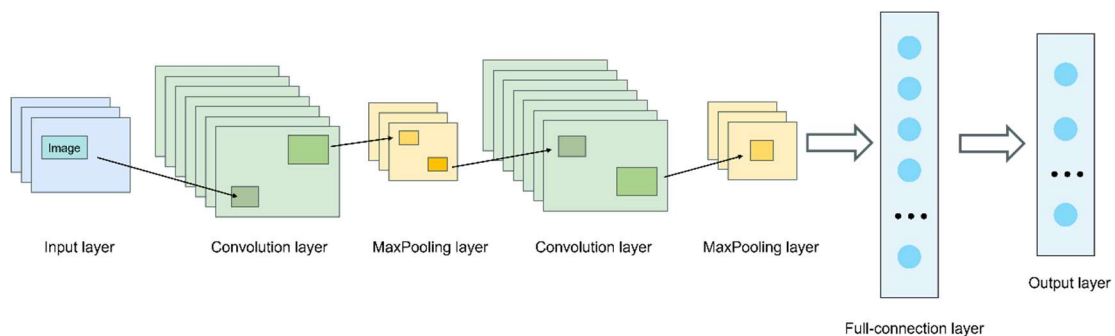 Image
Input layer
Convolution layer
MaxPooling layer
Convolution layer
MaxPooling layer
Full-connection layer
Output layer